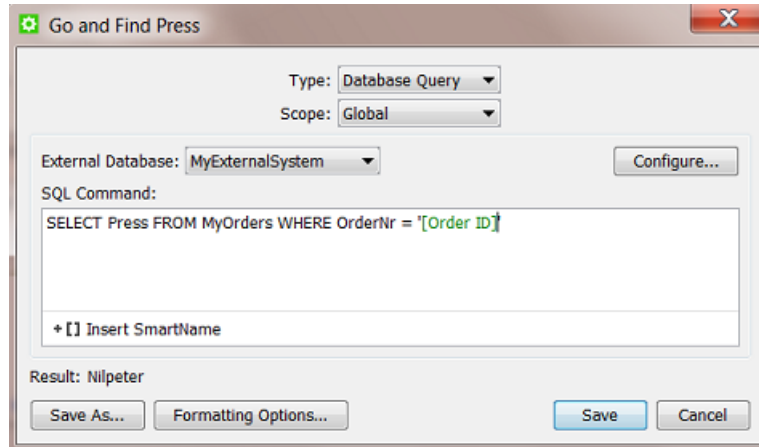 Go and Find Press
Type: Database Query
Scope: Global
External Database: MyExternalSystem Configure...
SQL Command:
SELECT Press FROM MyOrders WHERE OrderNr = '[Order ID]'
+[] Insert SmartName
Result: Nilpeter
Save As... Formatting Options... Save Cancel